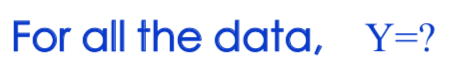 For all the data, Y=?